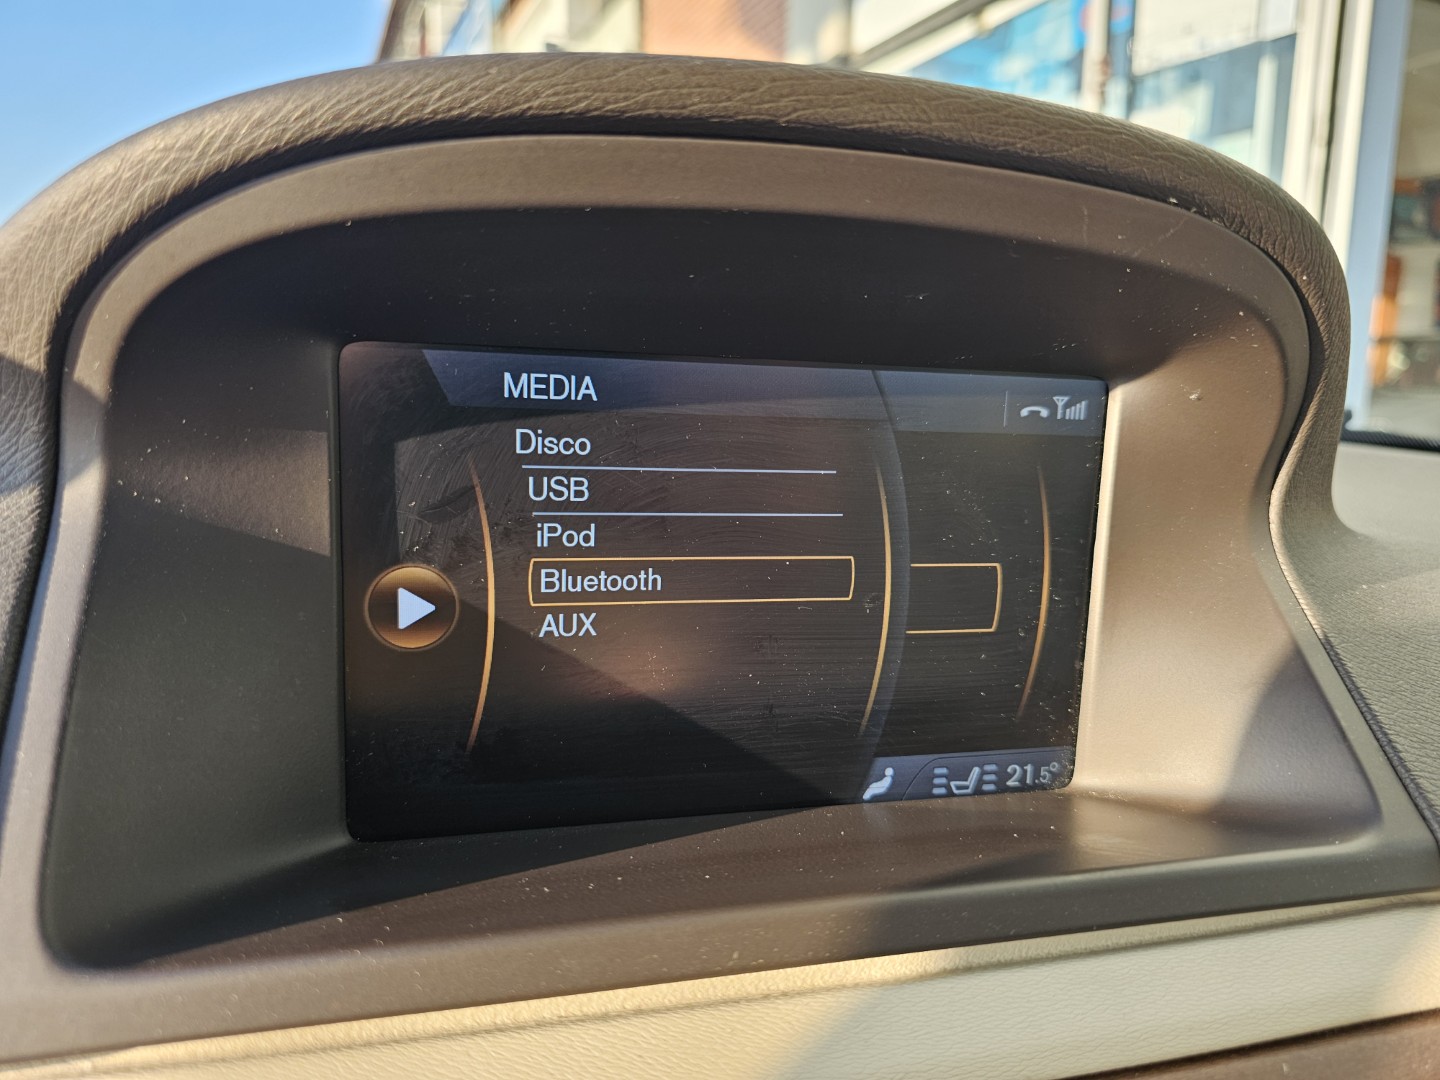 MEDIA
Disco
USB
iPod
Bluetooth
AUX
21.5°